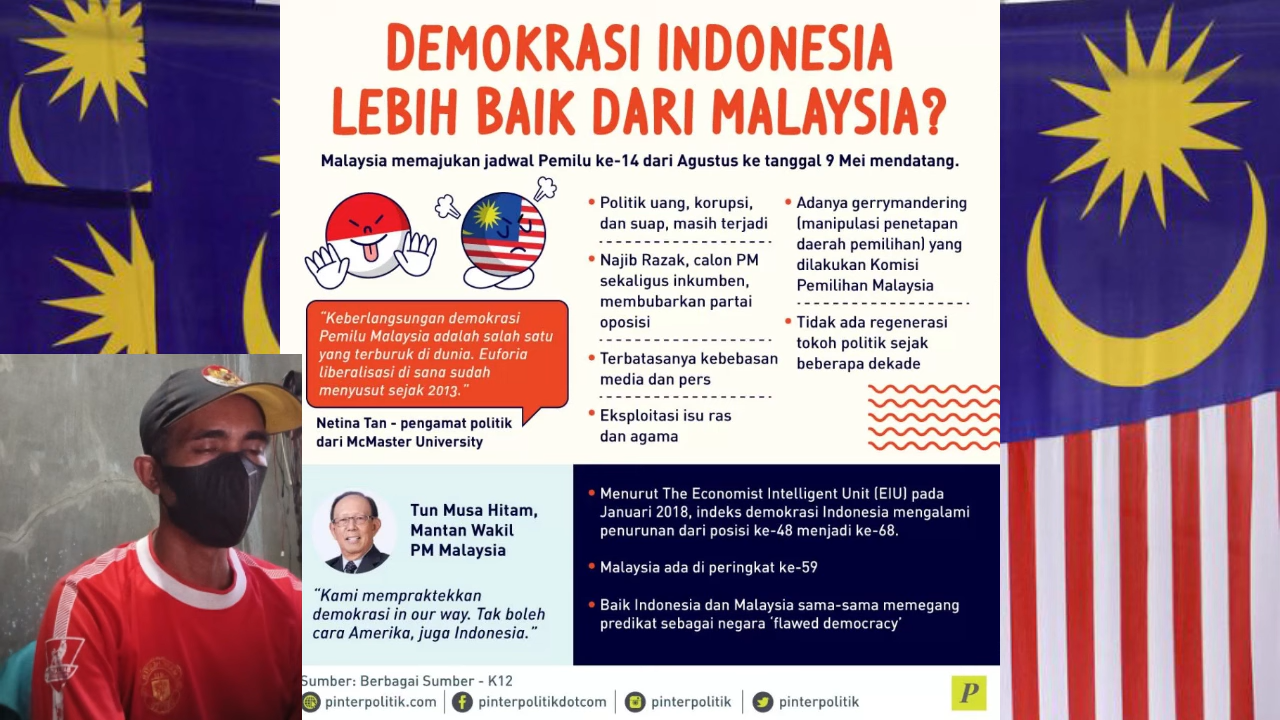 DEMOKRASI INDONESIA
LEBIH BAIK DARI MALAYSIA?
Malaysia memajukan jadwal Pemilu ke-14 dari Agustus ke tanggal 9 Mei mendatang.
"Keberlangsungan demokrasi
Pemilu Malaysia adalah salah satu
yang terburuk di dunia. Euforia
liberalisasi di sana sudah
menyusut sejak 2013."
Netina Tan - pengamat politik
dari McMaster University
• Politik uang, korupsi,
dan suap, masih terjadi
• Najib Razak, calon PM
sekaligus inkumben,
membubarkan partai
oposisi
• Terbatasanya kebebasan
media dan pers
• Eksploitasi isu ras
dan agama
• Adanya gerrymandering
(manipulasi penetapan
daerah pemilihan) yang
dilakukan Komisi
Pemilihan Malaysia
• Tidak ada regenerasi
tokoh politik sejak
beberapa dekade
Tun Musa Hitam,
Mantan Wakil
PM Malaysia
"Kami mempraktekkan
demokrasi in our way. Tak boleh
cara Amerika, juga Indonesia."
• Menurut The Economist Intelligent Unit (EIU) pada
Januari 2018, indeks demokrasi Indonesia mengalami
penurunan dari posisi ke-48 menjadi ke-68.
• Malaysia ada di peringkat ke-59
• Baik Indonesia dan Malaysia sama-sama memegang
predikat sebagai negara 'flawed democracy'
Sumber: Berbagai Sumber - K12
pinterpolitik.com
pinterpolitikdotcom
pinterpolitik
pinterpolitik
P